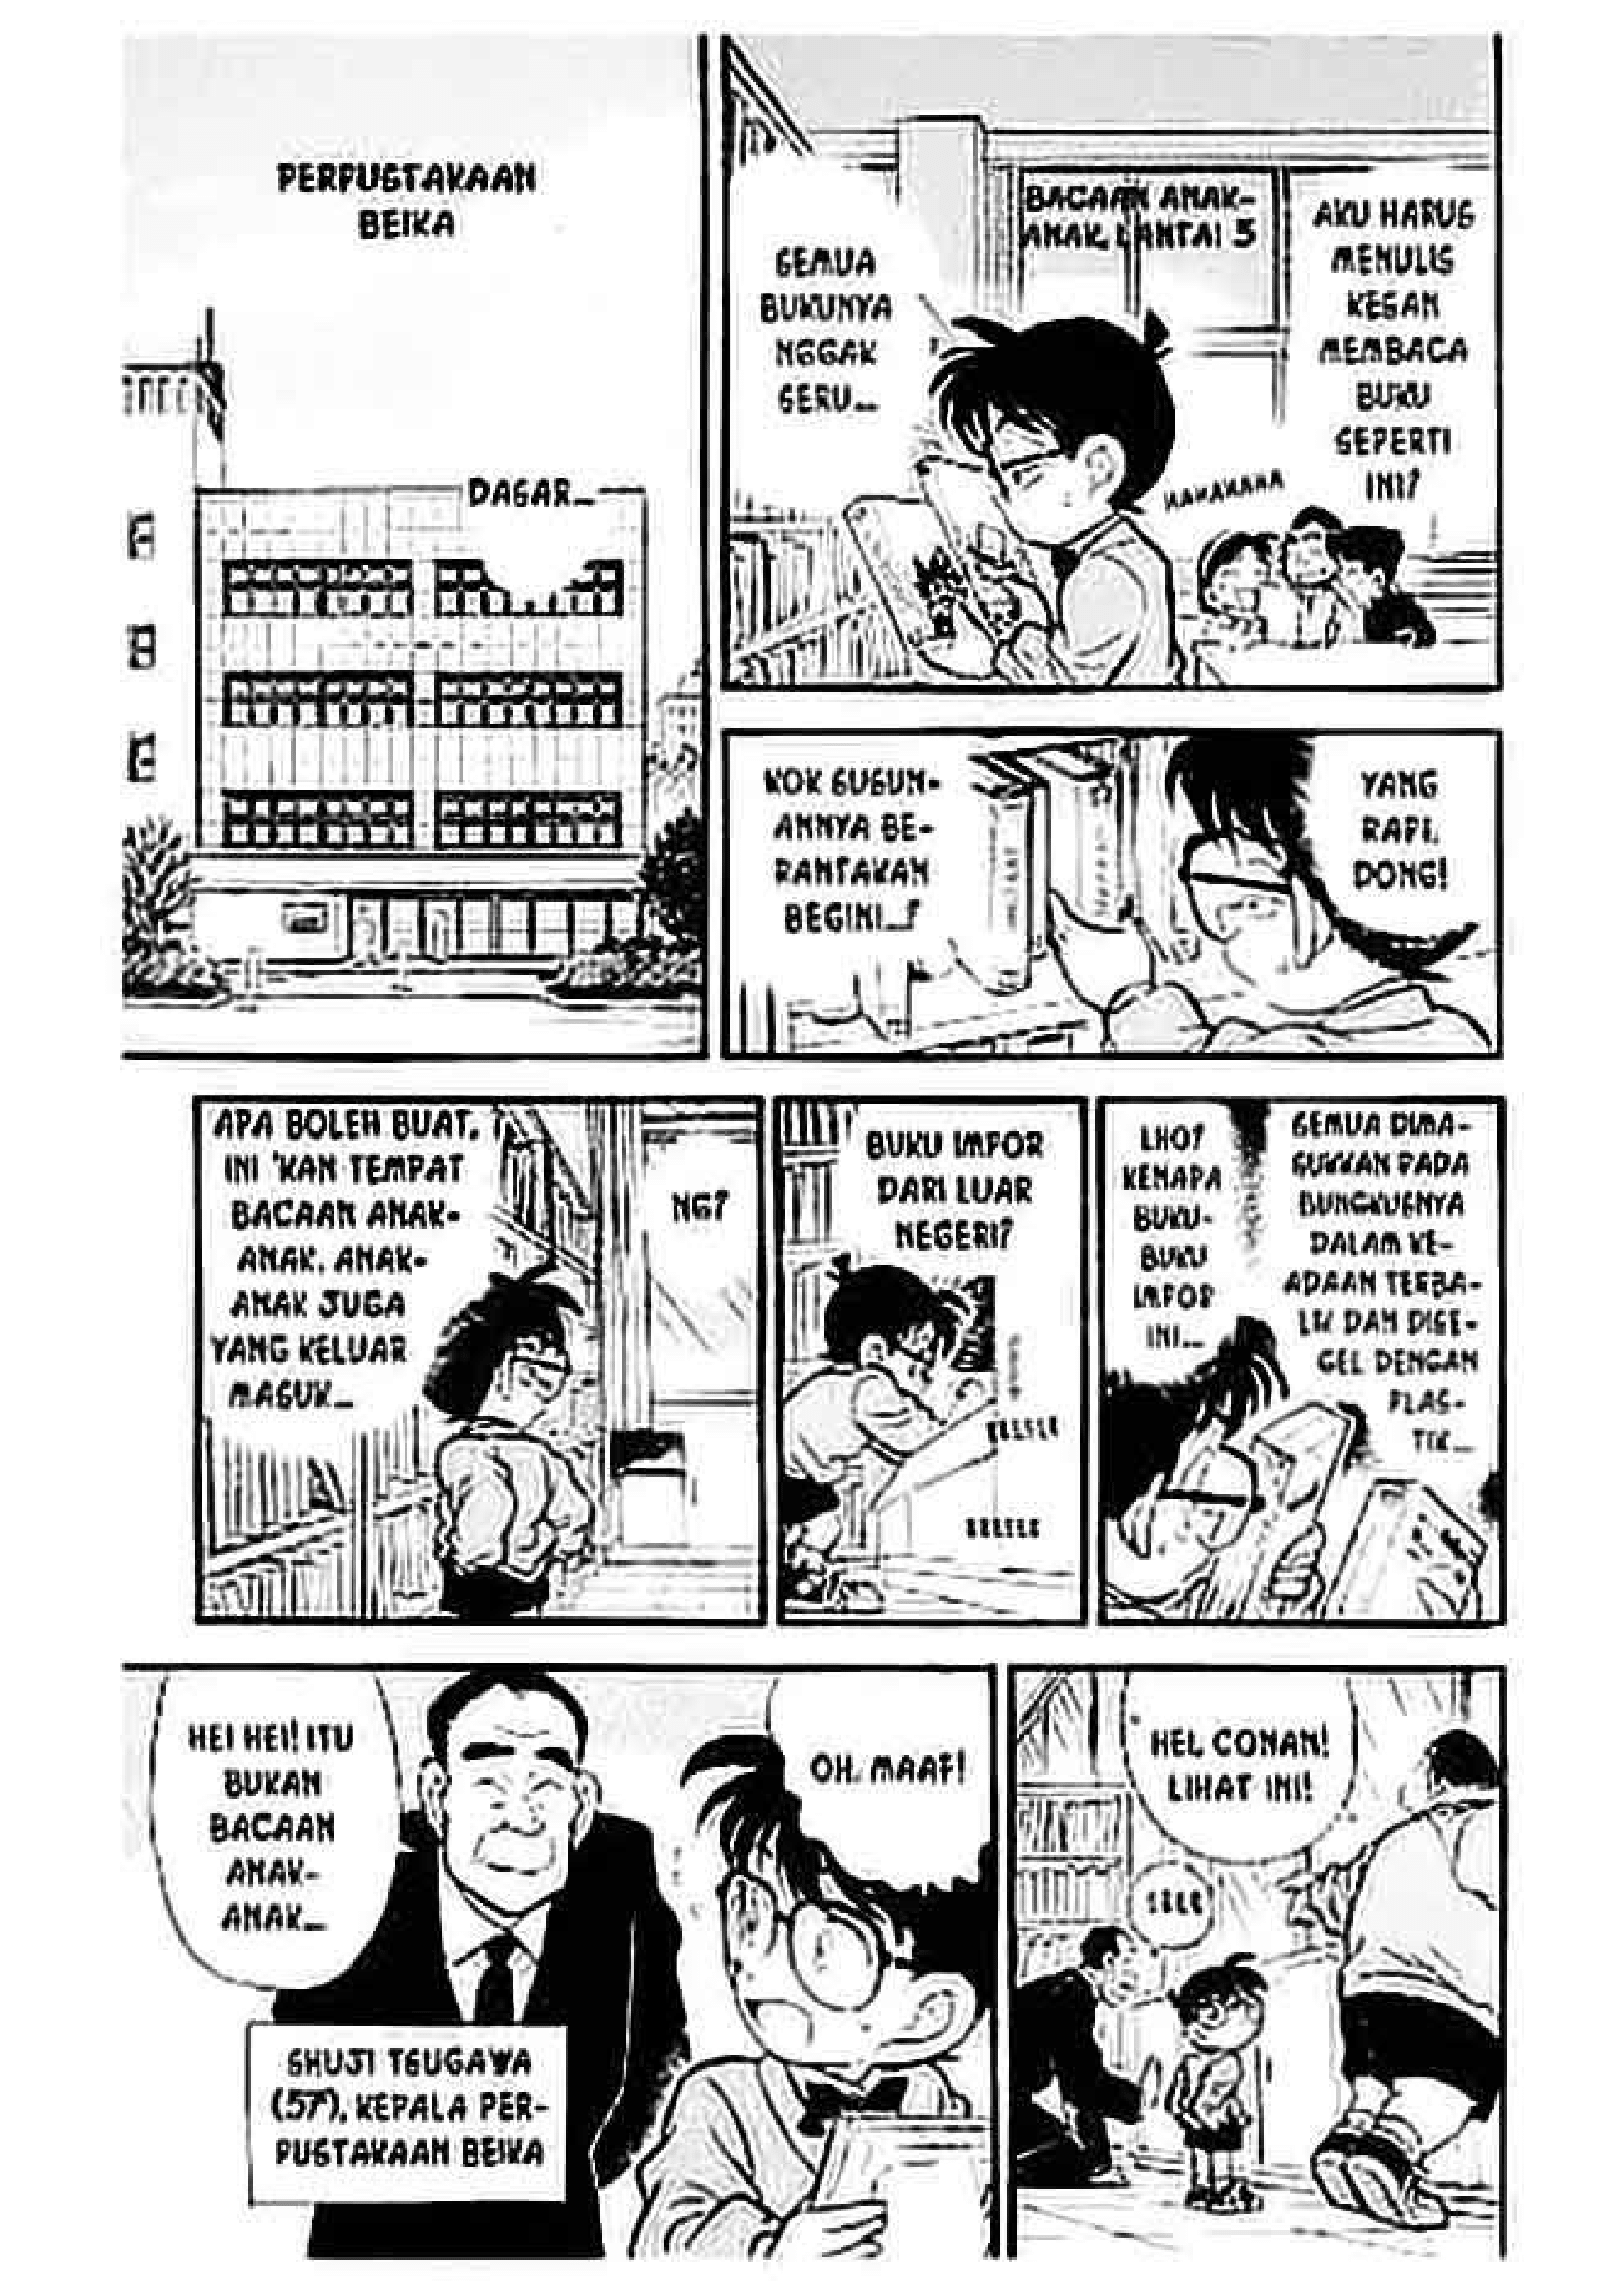 PERPUSTAKAAN
BEIKA
DASAR...
BACAAN ANAK-
ANAK, LANTAI 3
SEMUA
BUKUNYA
NGGAK
SERU...
AKU HARUS
MENULIS
KESAN
MEMBACA
BUKU
SEPERTI
INI?
HAHAHAHA
KOK SUSUN-
ANNYA BE-
RANTAKAN
BEGINI...?
YANG
RAPI,
DONG!
APA BOLEH BUAT,
INI 'KAN TEMPAT
BACAAN ANAK-
ANAK. ANAK-
ANAK JUGA
YANG KELUAR
MASUK...
NG?
BUKU IMPOR
DARI LUAR
NEGERI?
LHO?
KENAPA
BUKU-
BUKU
IMPOR
INI...
SEMUA DIMA-
SUKKAN PADA
BUNGKUSNYA
DALAM KE-
ADAAN TERBA-
LIK DAN DISE-
GEL DENGAN
PLAS-
TIK...
HEI HEI! ITU
BUKAN
BACAAN
ANAK-
ANAK...
OH, MAAF!
SHUJI TSUGAWA
(57), KEPALA PER-
PUSTAKAAN BEIKA
HEI, CONAN!
LIHAT INI!